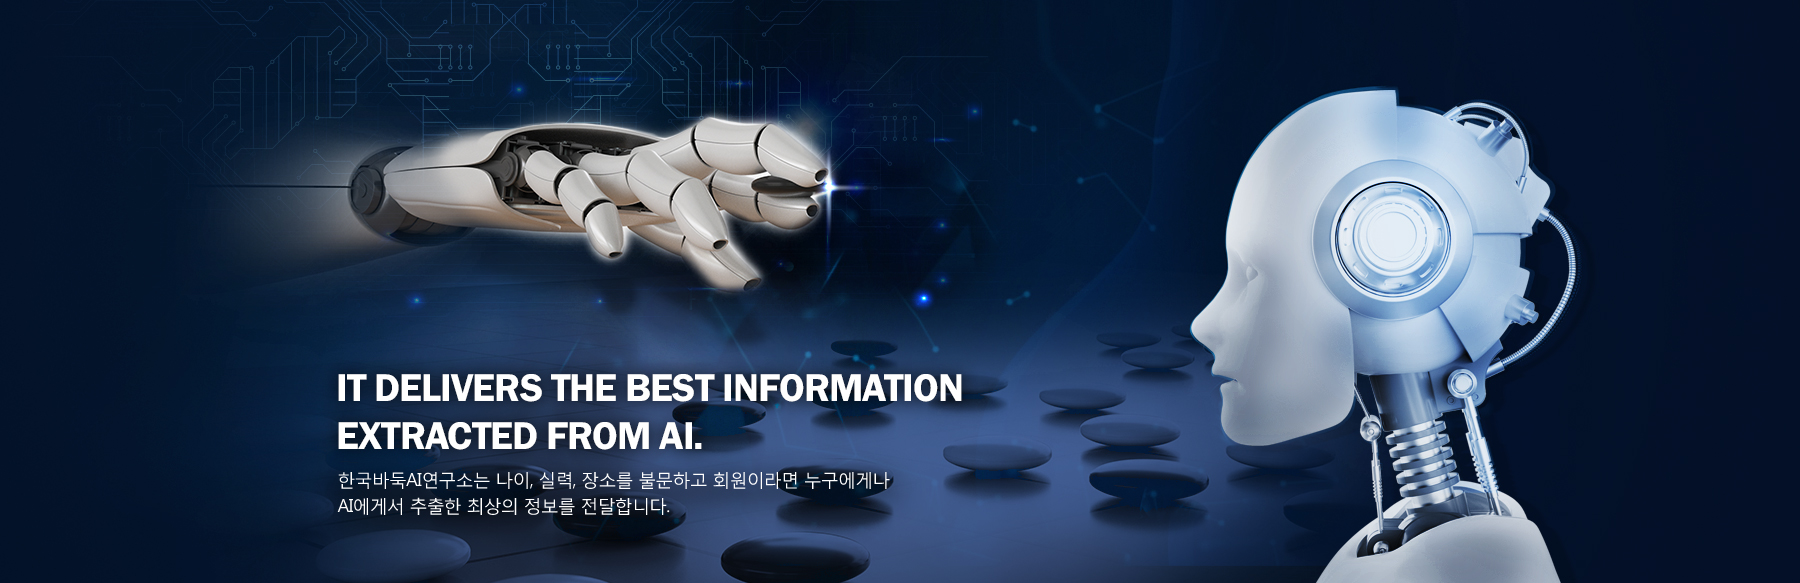 IT DELIVERS THE BEST INFORMATION
EXTRACTED FROM AI.
한국바둑AI연구소는 나이, 실력, 장소를 불문하고 회원이라면 누구에게나
AI에게서 추출한 최상의 정보를 전달합니다.